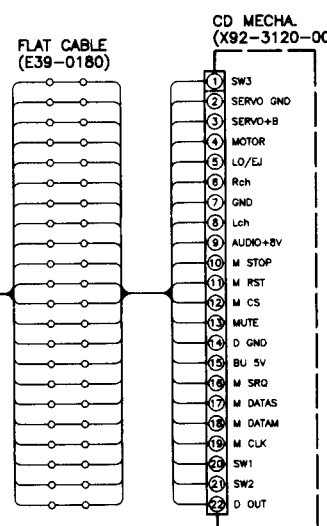 CD MECHA.
(X92-3120-00
FLAT CABLE
(E39-0180)
1 SW3
2 SERVO GND
3 SERVO+B
4 MOTOR
5 LO/EJ
6 Rch
7 GND
8 Lch
9 AUDIO+8V
10 M STOP
11 M RST
12 M CS
13 MUTE
14 D GND
15 BU 5V
16 M SRQ
17 M DATAS
18 M DATAM
19 M CLK
20 SW1
21 SW2
22 D OUT